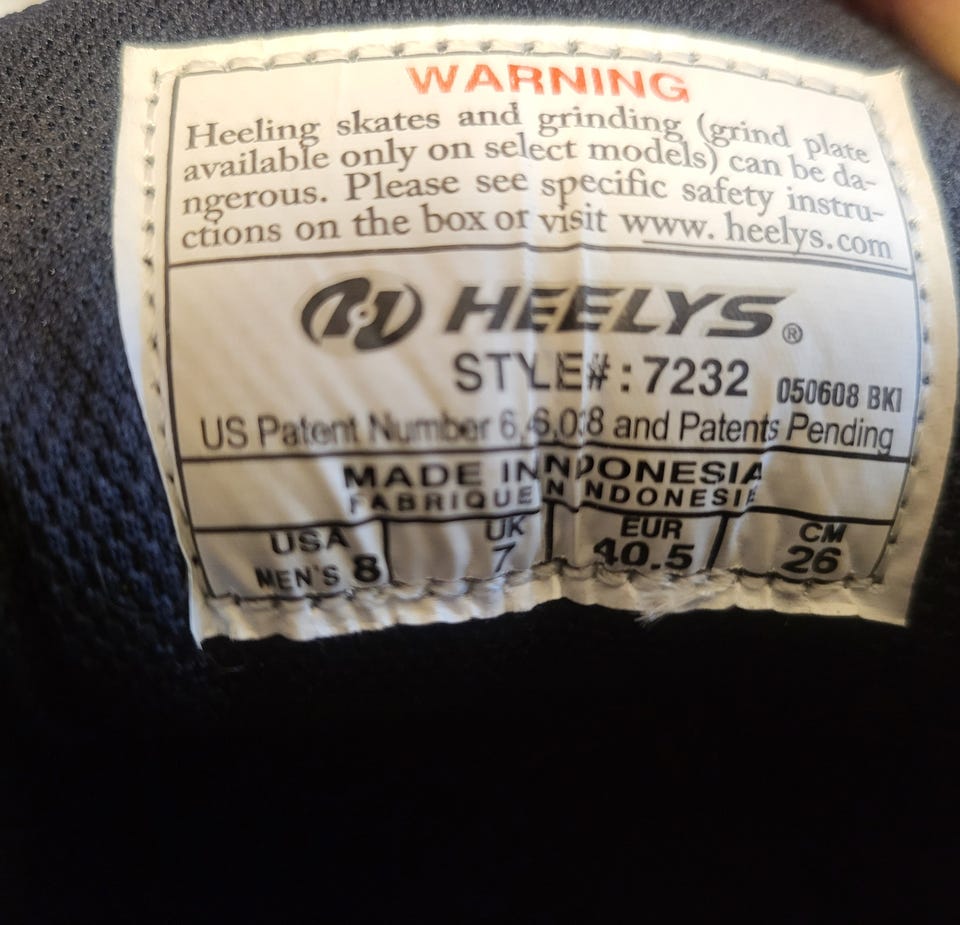 WARNING
Heeling skates and grinding (grind plate
available only on select models) can be da-
ngerous. Please see specific safety instru-
ctions on the box or visit www. heelys.com
HEELYS®
STYLE#: 7232 050608 BKI
US Patent Number and Patents Pending
MADE IN INDONESIA
FABRIQUE EN INDONESIE
USA UK EUR CM
MEN'S 8 7 40.5 26